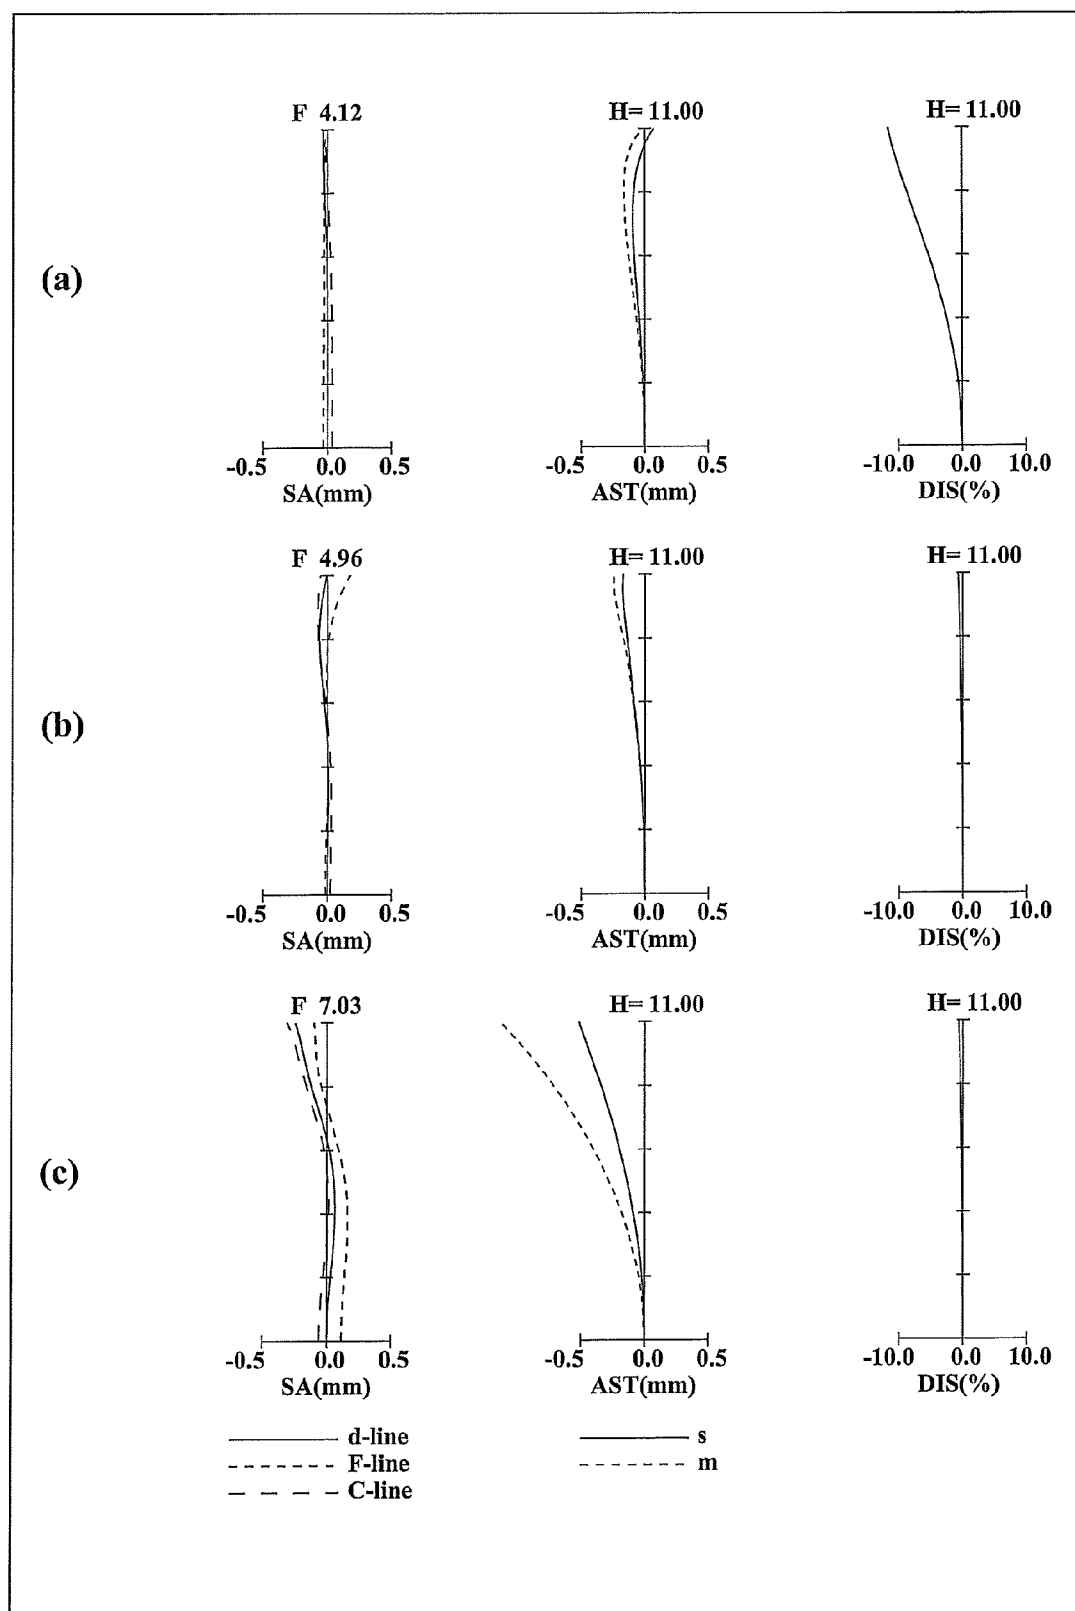 F 4.12 H= 11.00 H= 11.00
(a)
-0.5 0.0 0.5 -0.5 0.0 0.5 -10.0 0.0 10.0
SA(mm) AST(mm) DIS(%)
F 4.96 H= 11.00 H= 11.00
(b)
-0.5 0.0 0.5 -0.5 0.0 0.5 -10.0 0.0 10.0
SA(mm) AST(mm) DIS(%)
F 7.03 H= 11.00 H= 11.00
(c)
-0.5 0.0 0.5 -0.5 0.0 0.5 -10.0 0.0 10.0
SA(mm) AST(mm) DIS(%)
d-line s
F-line m
C-line